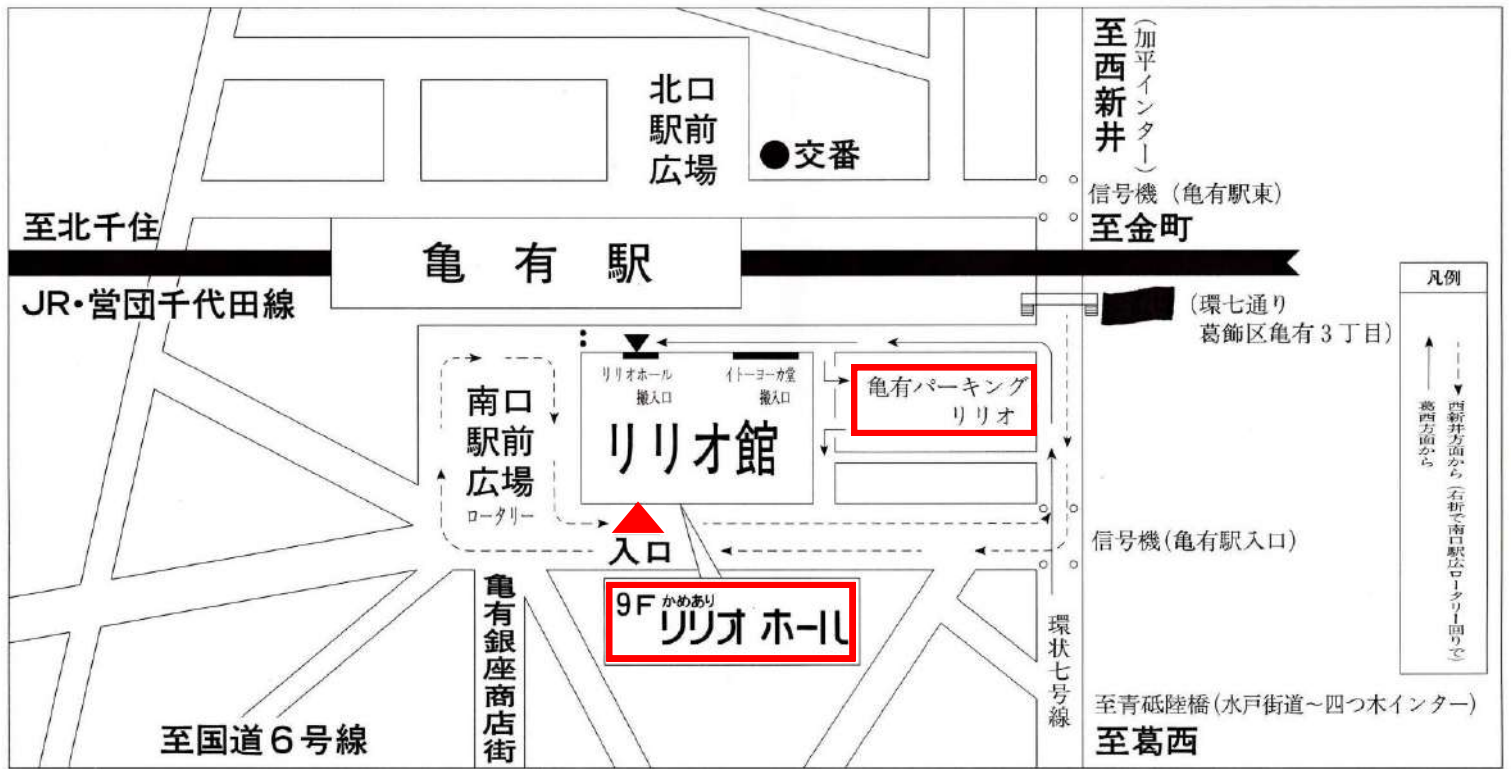 至西新井
(加平インター)
北口
駅前
広場
●交番
信号機(亀有駅東)
至北千住
至金町
亀有駅
JR・営団千代田線
(環七通り
葛飾区亀有3丁目)
凡例
西新井方面から(右折で南口駅広ロータリー回りで)
葛西方面から
リリオホール
搬入口
イトーヨーカ堂
搬入口
亀有パーキング
リリオ
南口
駅前
広場
ロータリー
リリオ館
入口
信号機(亀有駅入口)
9F かめあり
リリオ ホール
亀有銀座商店街
環状七号線
至国道6号線
至青砥陸橋(水戸街道~四つ木インター)
至葛西